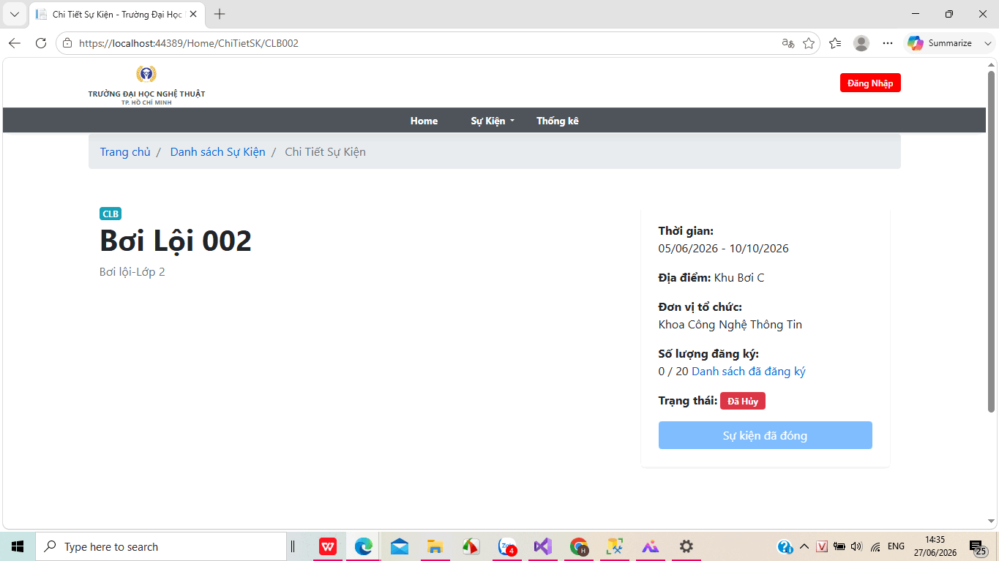 Chi Tiết Sự Kiện - Trường Đại Học
https://localhost:44389/Home/ChiTietSK/CLB002
Summarize
TRƯỜNG ĐẠI HỌC NGHỆ THUẬT
TP. HỒ CHÍ MINH
Đăng Nhập
Home Sự Kiện Thống kê
Trang chủ / Danh sách Sự Kiện / Chi Tiết Sự Kiện
CLB
Bơi Lội 002
Bơi lội-Lớp 2
Thời gian:
05/06/2026 - 10/10/2026
Địa điểm: Khu Bơi C
Đơn vị tổ chức:
Khoa Công Nghệ Thông Tin
Số lượng đăng ký:
0 / 20 Danh sách đã đăng ký
Trạng thái: Đã Hủy
Sự kiện đã đóng
Type here to search
4
H
V
ENG
14:35
27/06/2026
25